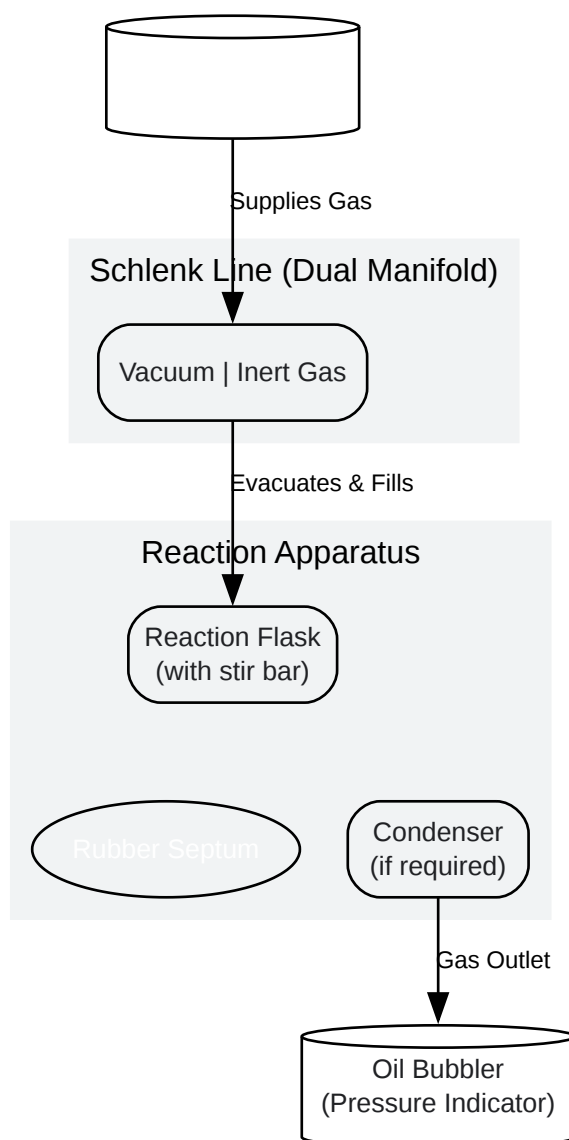 Supplies Gas
Schlenk Line (Dual Manifold)
Vacuum | Inert Gas
Evacuates & Fills
Reaction Apparatus
Reaction Flask
(with stir bar)
Rubber Septum
Condenser
(if required)
Gas Outlet
Oil Bubbler
(Pressure Indicator)